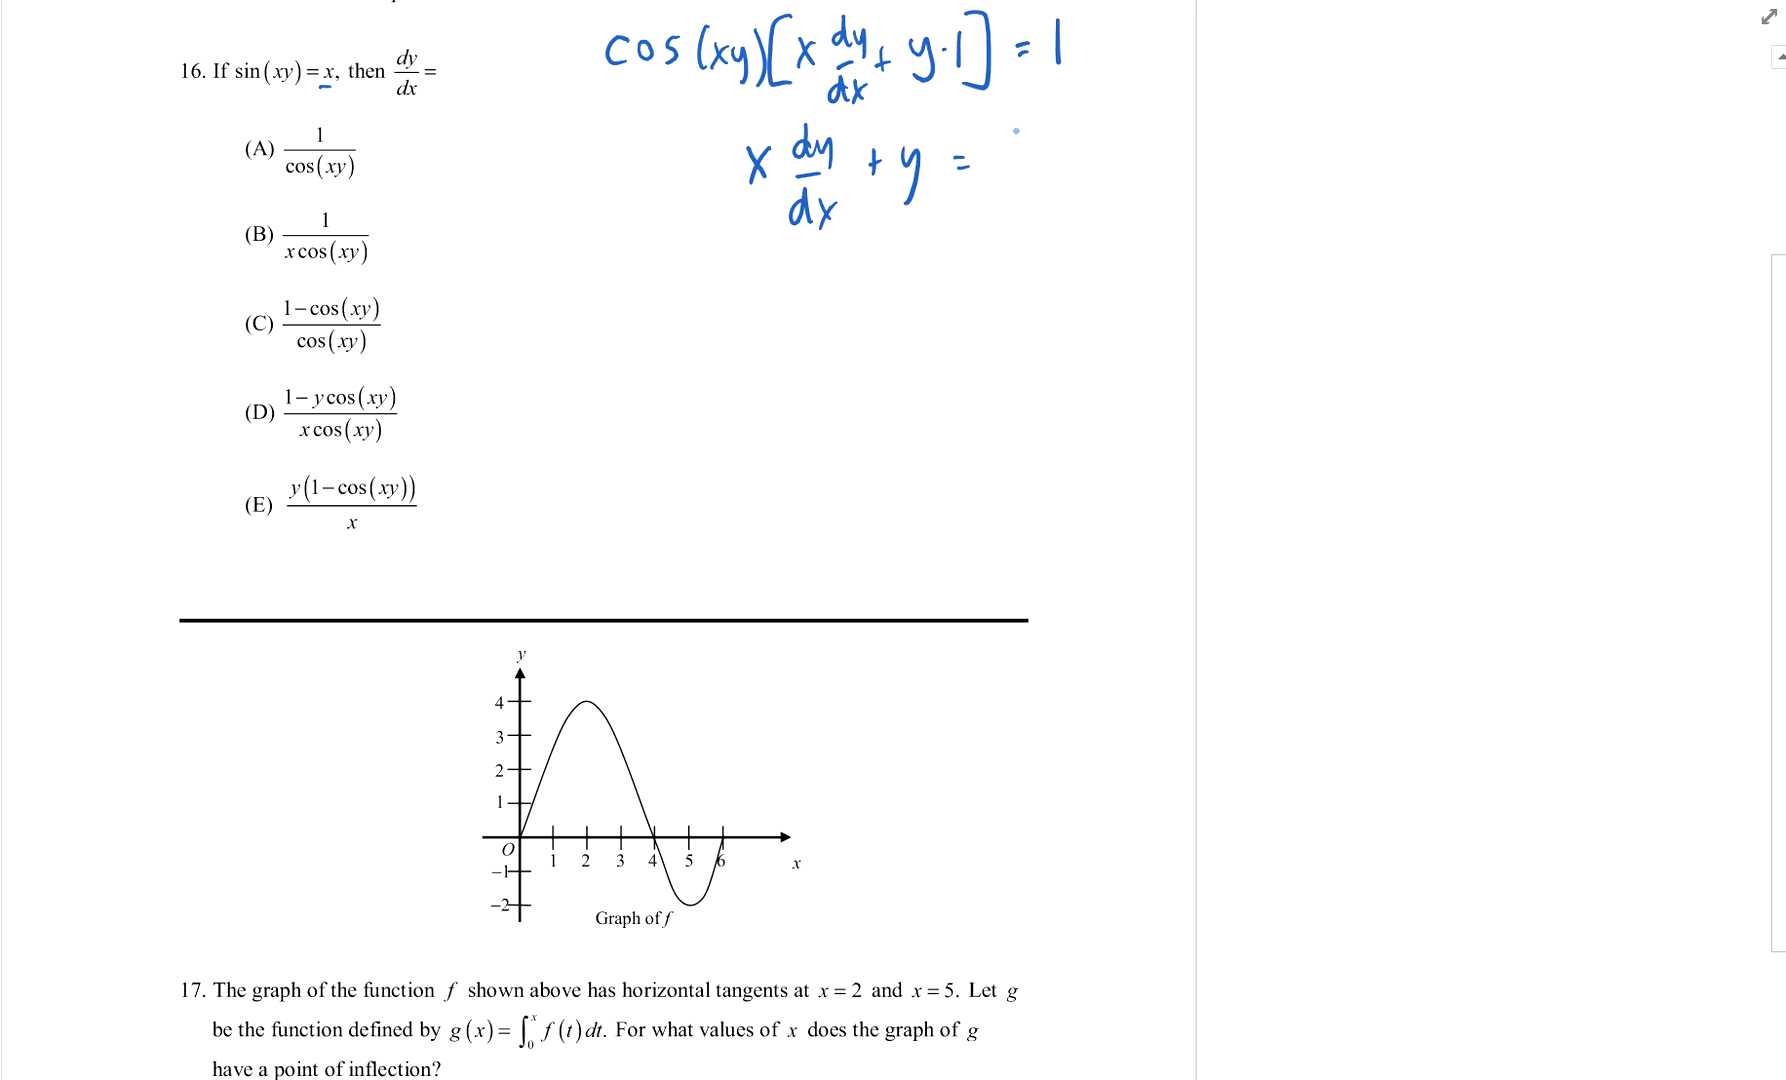 16. If sin(xy) = x, then dy/dx =
cos(xy)[x dy/dx + y·1] = 1
x dy/dx + y =
(A) 1/cos(xy)
(B) 1/(x cos(xy))
(C) (1−cos(xy))/cos(xy)
(D) (1−y cos(xy))/(x cos(xy))
(E) y(1−cos(xy))/x
y
4
3
2
1
O 1 2 3 4 5 6 x
−1
−2
Graph of f
17. The graph of the function f shown above has horizontal tangents at x = 2 and x = 5. Let g
be the function defined by g(x) = ∫₀ˣ f(t) dt. For what values of x does the graph of g
have a point of inflection?